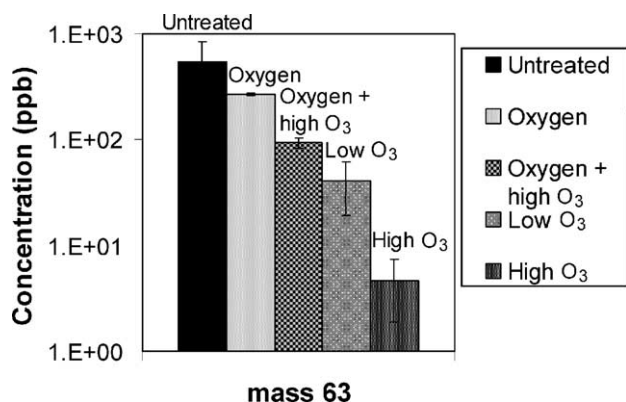 Untreated
1.E+03
Oxygen
Oxygen +
high O₃
1.E+02
Low O₃
1.E+01
High O₃
1.E+00
Concentration (ppb)
mass 63
Untreated
Oxygen
Oxygen +
high O₃
Low O₃
High O₃